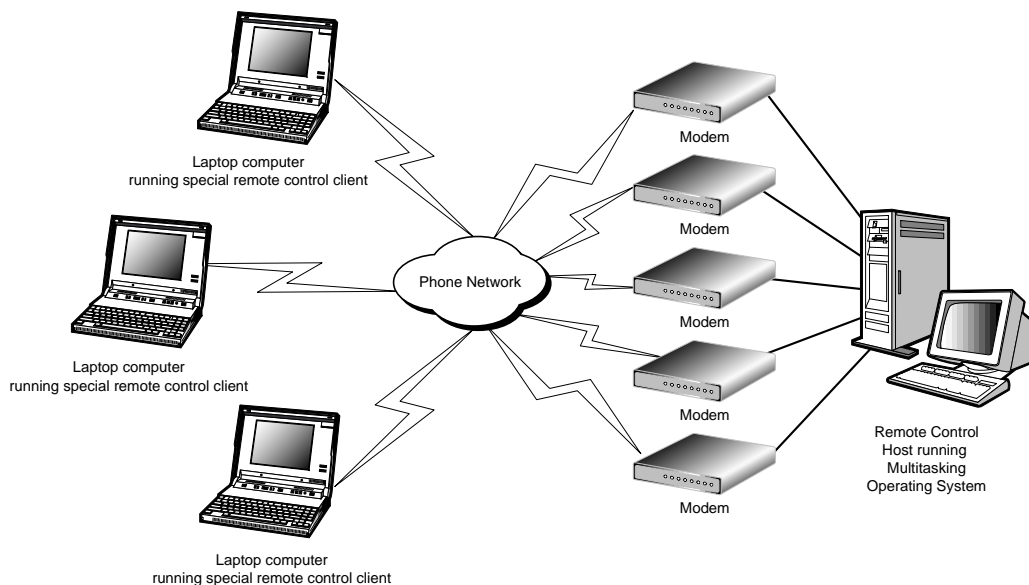 Laptop computer
running special remote control client
Laptop computer
running special remote control client
Laptop computer
running special remote control client
Phone Network
Modem
Modem
Modem
Modem
Modem
Remote Control
Host running
Multitasking
Operating System